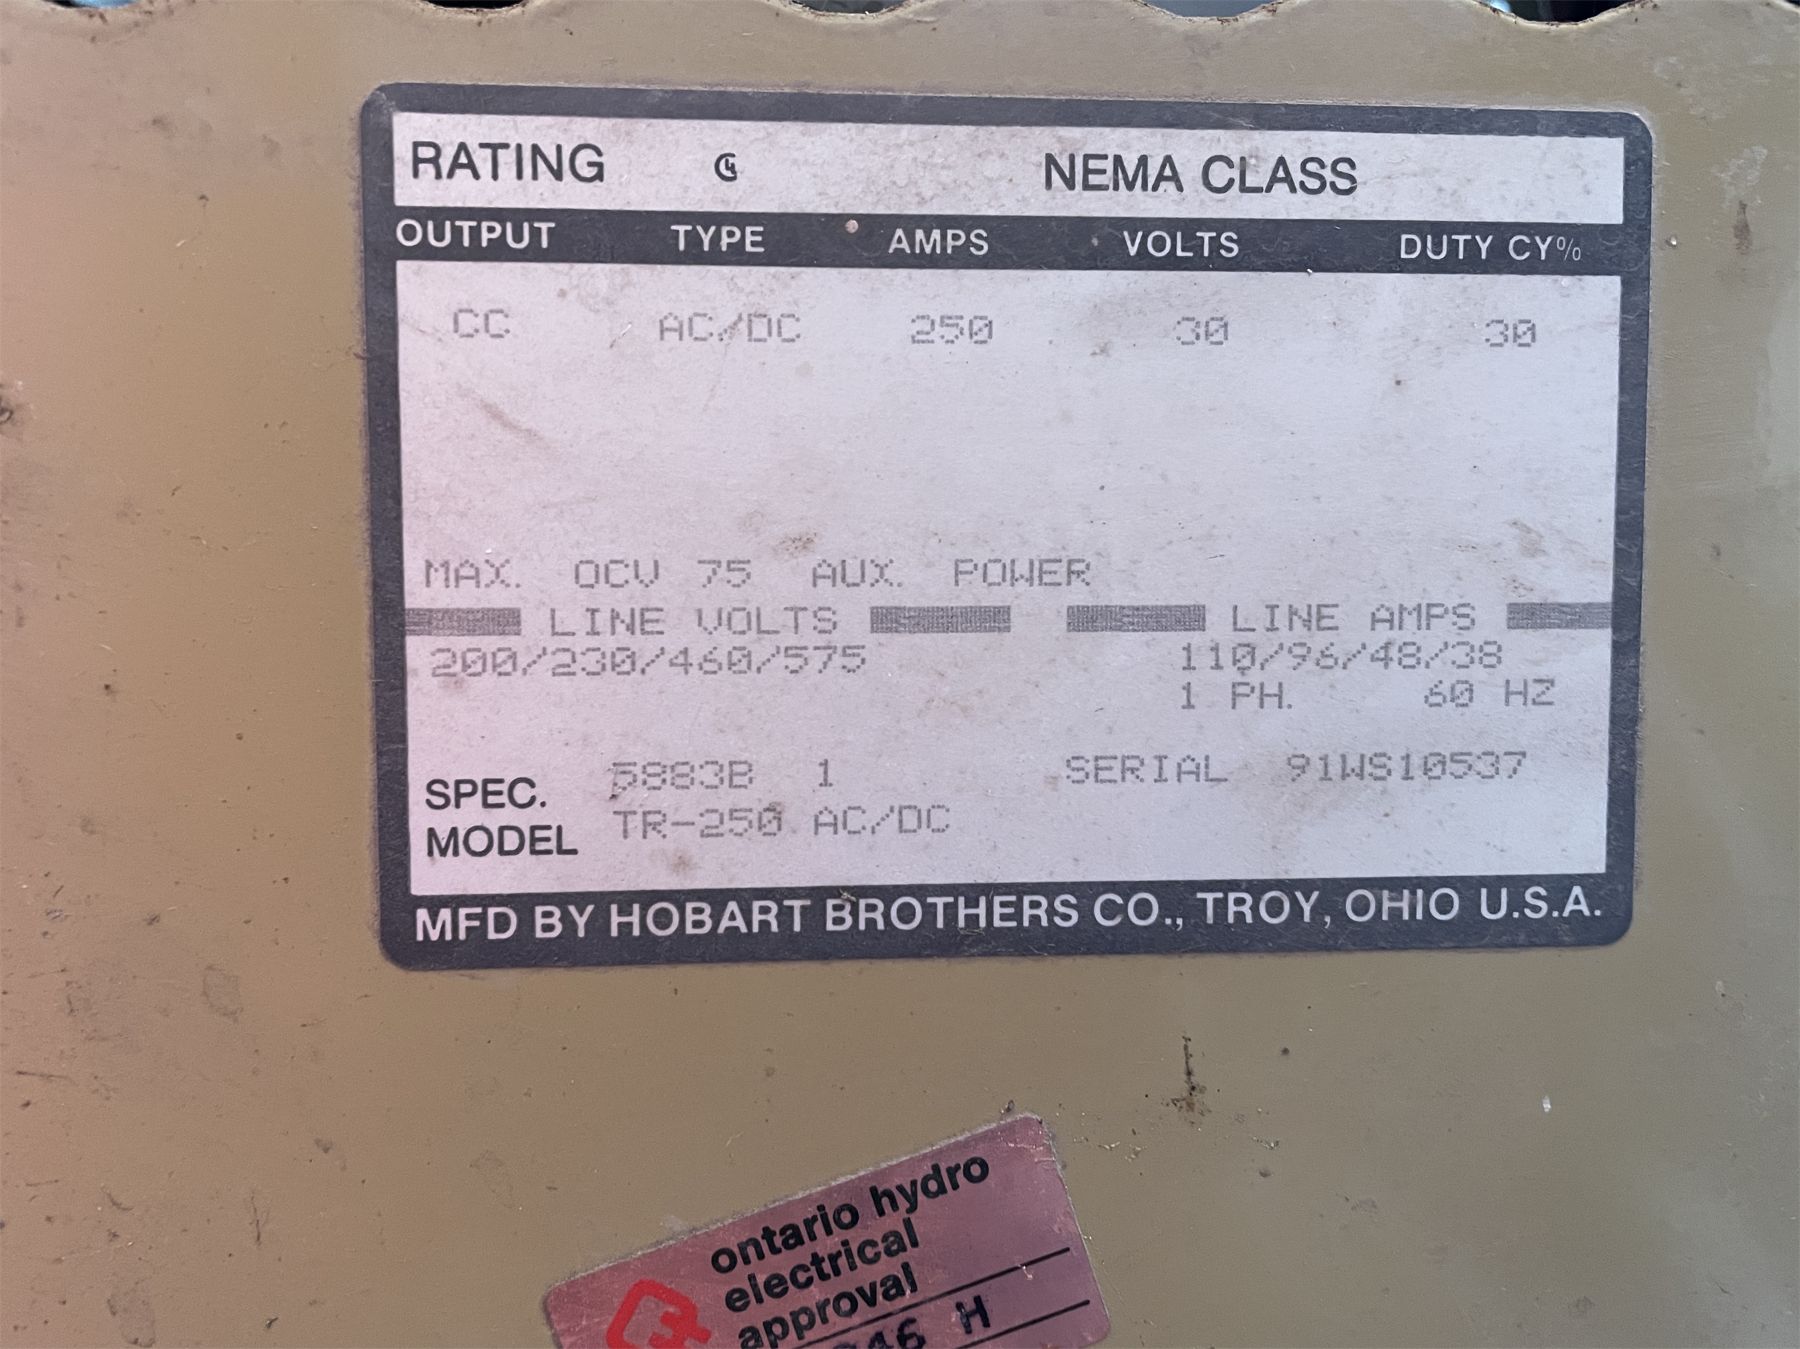 RATING NEMA CLASS
OUTPUT TYPE AMPS VOLTS DUTY CY%
CC AC/DC 250 30 30
MAX. OCV 75 AUX. POWER
LINE VOLTS LINE AMPS
200/230/460/575 110/96/48/38
1 PH. 60 HZ
SPEC. 5883B 1 SERIAL 91WS10537
MODEL TR-250 AC/DC
MFD BY HOBART BROTHERS CO., TROY, OHIO U.S.A.
ontario hydro
electrical
approval
H